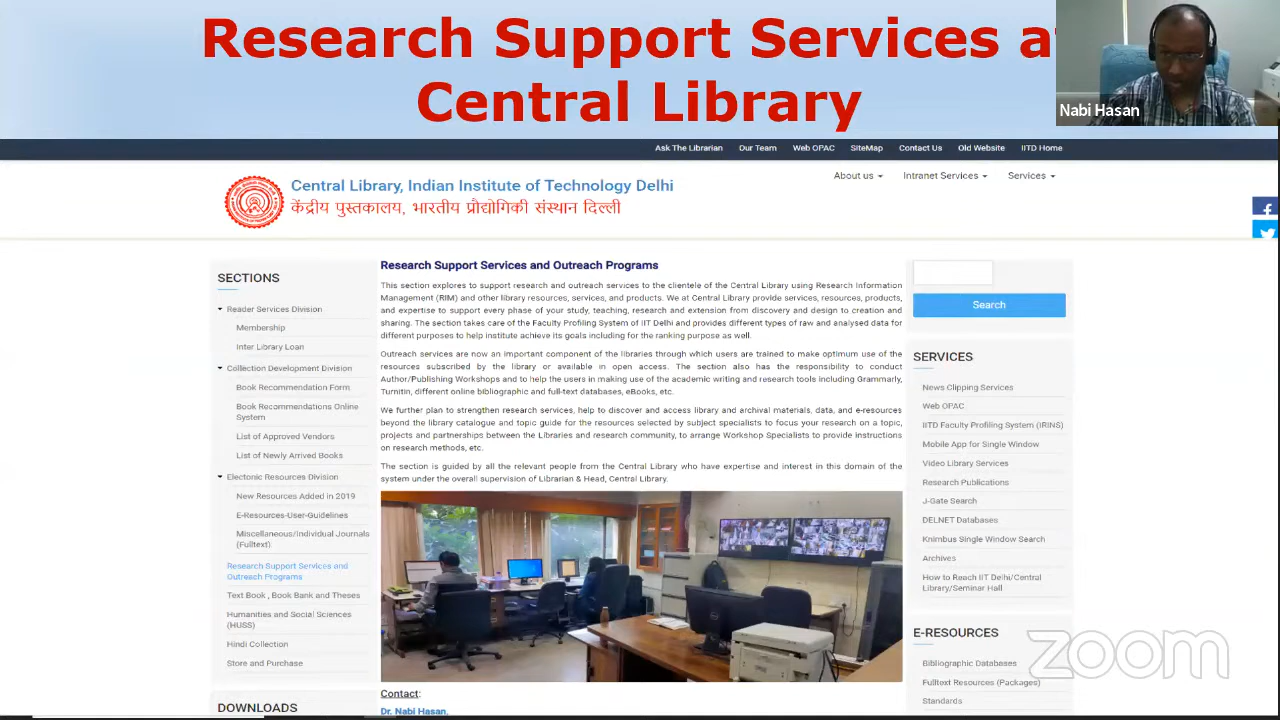 Research Support Services a
Central Library
Nabi Hasan
Ask The Librarian Our Team Web OPAC SiteMap Contact Us Old Website IITD Home
Central Library, Indian Institute of Technology Delhi
केंद्रीय पुस्तकालय, भारतीय प्रौद्योगिकी संस्थान दिल्ली
About us Intranet Services Services
SECTIONS
Reader Services Division
Membership
Inter Library Loan
Collection Development Division
Book Recommendation Form
Book Recommendations Online
System
List of Approved Vendors
List of Newly Arrived Books
Electonic Resources Division
New Resources Added in 2019
E-Resources-User-Guidelines
Miscellaneous/Individual Journals
(Fulltext)
Research Support Services and
Outreach Programs
Text Book , Book Bank and Theses
Humanities and Social Sciences
(HUSS)
Hindi Collection
Store and Purchase
DOWNLOADS
Research Support Services and Outreach Programs
This section explores to support research and outreach services to the clientele of the Central Library using Research Information
Management (RIM) and other library resources, services, and products. We at Central Library provide services, resources, products,
and expertise to support every phase of your study, teaching, research and extension from discovery and design to creation and
sharing. The section takes care of the Faculty Profiling System of IIT Delhi and provides different types of raw and analysed data for
different purposes to help institute achieve its goals including for the ranking purpose as well.
Outreach services are now an important component of the libraries through which users are trained to make optimum use of the
resources subscribed by the library or available in open access. The section also has the responsibility to conduct
Author/Publishing Workshops and to help the users in making use of the academic writing and research tools including Grammarly,
Turnitin, different online bibliographic and full-text databases, eBooks, etc.
We further plan to strengthen research services, help to discover and access library and archival materials, data, and e-resources
beyond the library catalogue and topic guide for the resources selected by subject specialists to focus your research on a topic,
projects and partnerships between the Libraries and research community, to arrange Workshop Specialists to provide instructions
on research methods, etc.
The section is guided by all the relevant people from the Central Library who have expertise and interest in this domain of the
system under the overall supervision of Librarian & Head, Central Library.
Contact:
Dr. Nabi Hasan,
Search
SERVICES
News Clipping Services
Web OPAC
IITD Faculty Profiling System (IRINS)
Mobile App for Single Window
Video Library Services
Research Publications
J-Gate Search
DELNET Databases
Knimbus Single Window Search
Archives
How to Reach IIT Delhi/Central
Library/Seminar Hall
E-RESOURCES
Bibliographic Databases
Fulltext Resources (Packages)
Standards
zoom